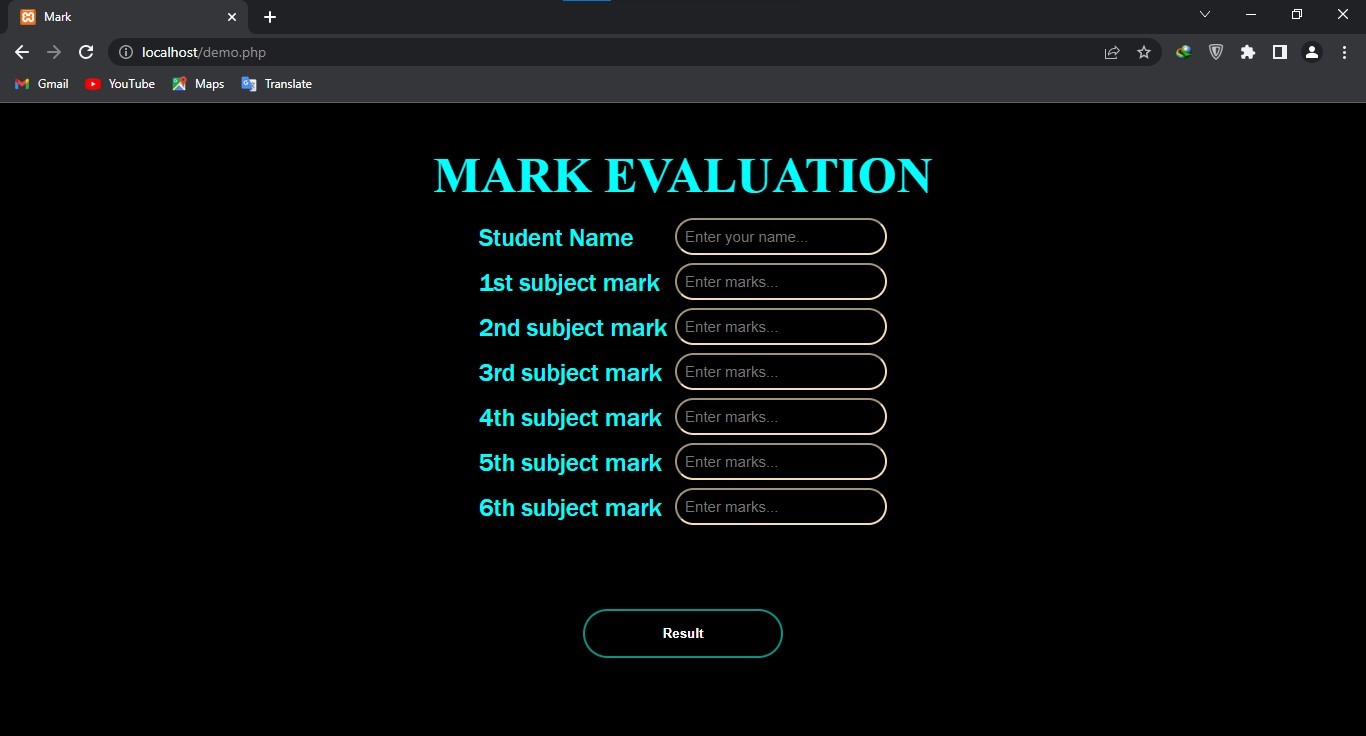 Mark
localhost/demo.php
Gmail YouTube Maps Translate
MARK EVALUATION
Student Name Enter your name...
1st subject mark Enter marks...
2nd subject mark Enter marks...
3rd subject mark Enter marks...
4th subject mark Enter marks...
5th subject mark Enter marks...
6th subject mark Enter marks...
Result